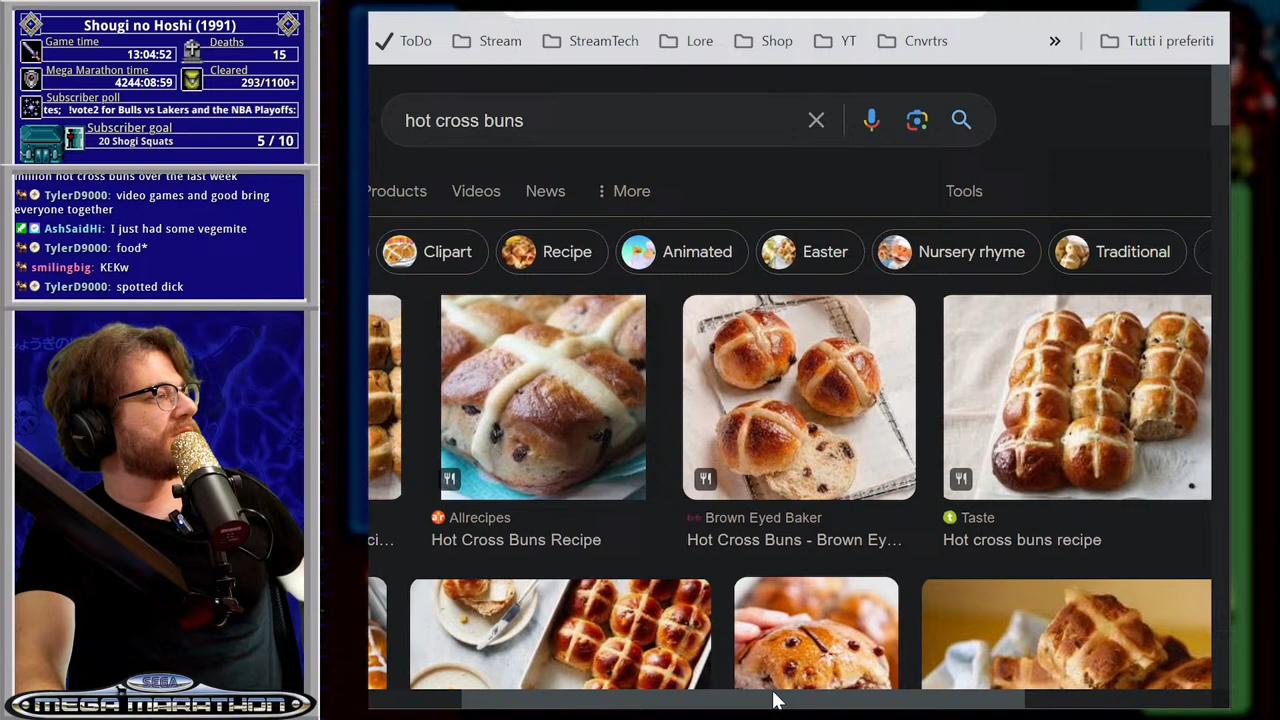 Shougi no Hoshi (1991)
Game time
13:04:52
Deaths
15
Mega Marathon time
4244:08:59
Cleared
293/1100+
Subscriber poll
tes; !vote2 for Bulls vs Lakers and the NBA Playoffs:
Subscriber goal
20 Shogi Squats
5 / 10
million hot cross buns over the last week
TylerD9000: video games and good bring
everyone together
AshSaidHi: I just had some vegemite
TylerD9000: food*
smilingbig: KEKw
TylerD9000: spotted dick
SEGA
MEGA MARATHON
ToDo
Stream
StreamTech
Lore
Shop
YT
Cnvrtrs
»
Tutti i preferiti
hot cross buns
Products
Videos
News
More
Tools
Clipart
Recipe
Animated
Easter
Nursery rhyme
Traditional
ci...
Allrecipes
Hot Cross Buns Recipe
Brown Eyed Baker
Hot Cross Buns - Brown Ey...
Taste
Hot cross buns recipe